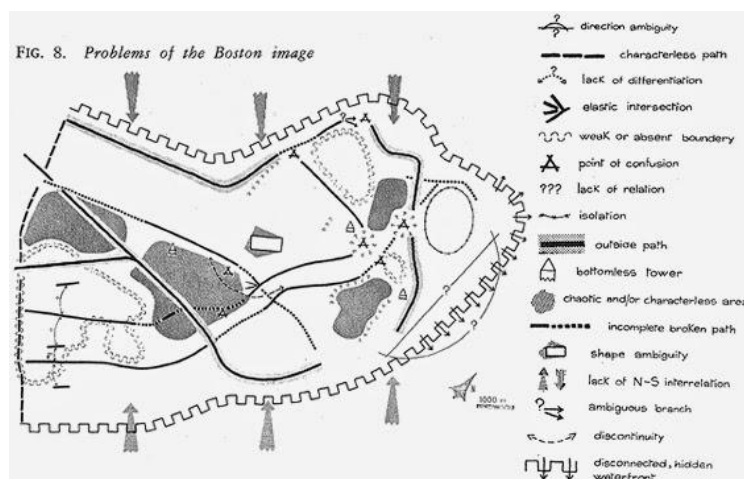 FIG. 8. Problems of the Boston image
direction ambiguity
characterless path
lack of differentiation
elastic intersection
weak or absent boundery
point of confusion
??? lack of relation
isolation
outside path
bottomless tower
chaotic and/or characterless area
incomplete broken path
shape ambiguity
lack of N-S interrelation
ambiguous branch
discontinuity
disconnected, hidden
waterfront
1000 m